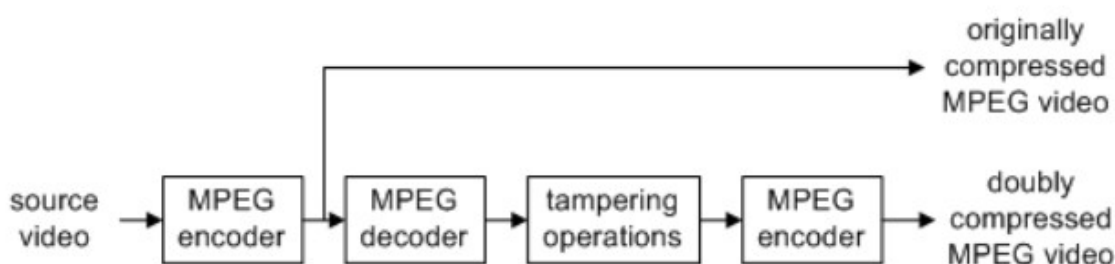 originally
compressed
MPEG video
source
video
MPEG
encoder
MPEG
decoder
tampering
operations
MPEG
encoder
doubly
compressed
MPEG video